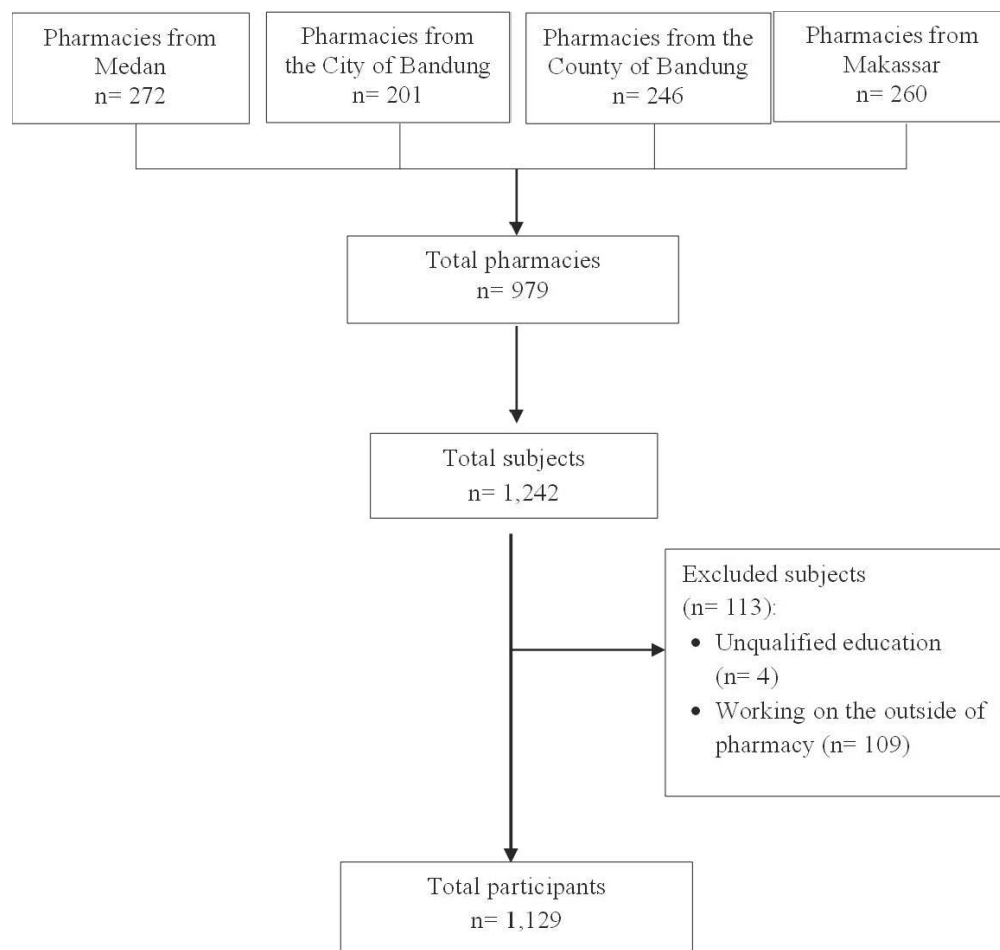 Pharmacies from
Medan
n= 272
Pharmacies from
the City of Bandung
n= 201
Pharmacies from the
County of Bandung
n= 246
Pharmacies from
Makassar
n= 260
Total pharmacies
n= 979
Total subjects
n= 1,242
Excluded subjects
(n= 113):
• Unqualified education
(n= 4)
• Working on the outside of
pharmacy (n= 109)
Total participants
n= 1,129